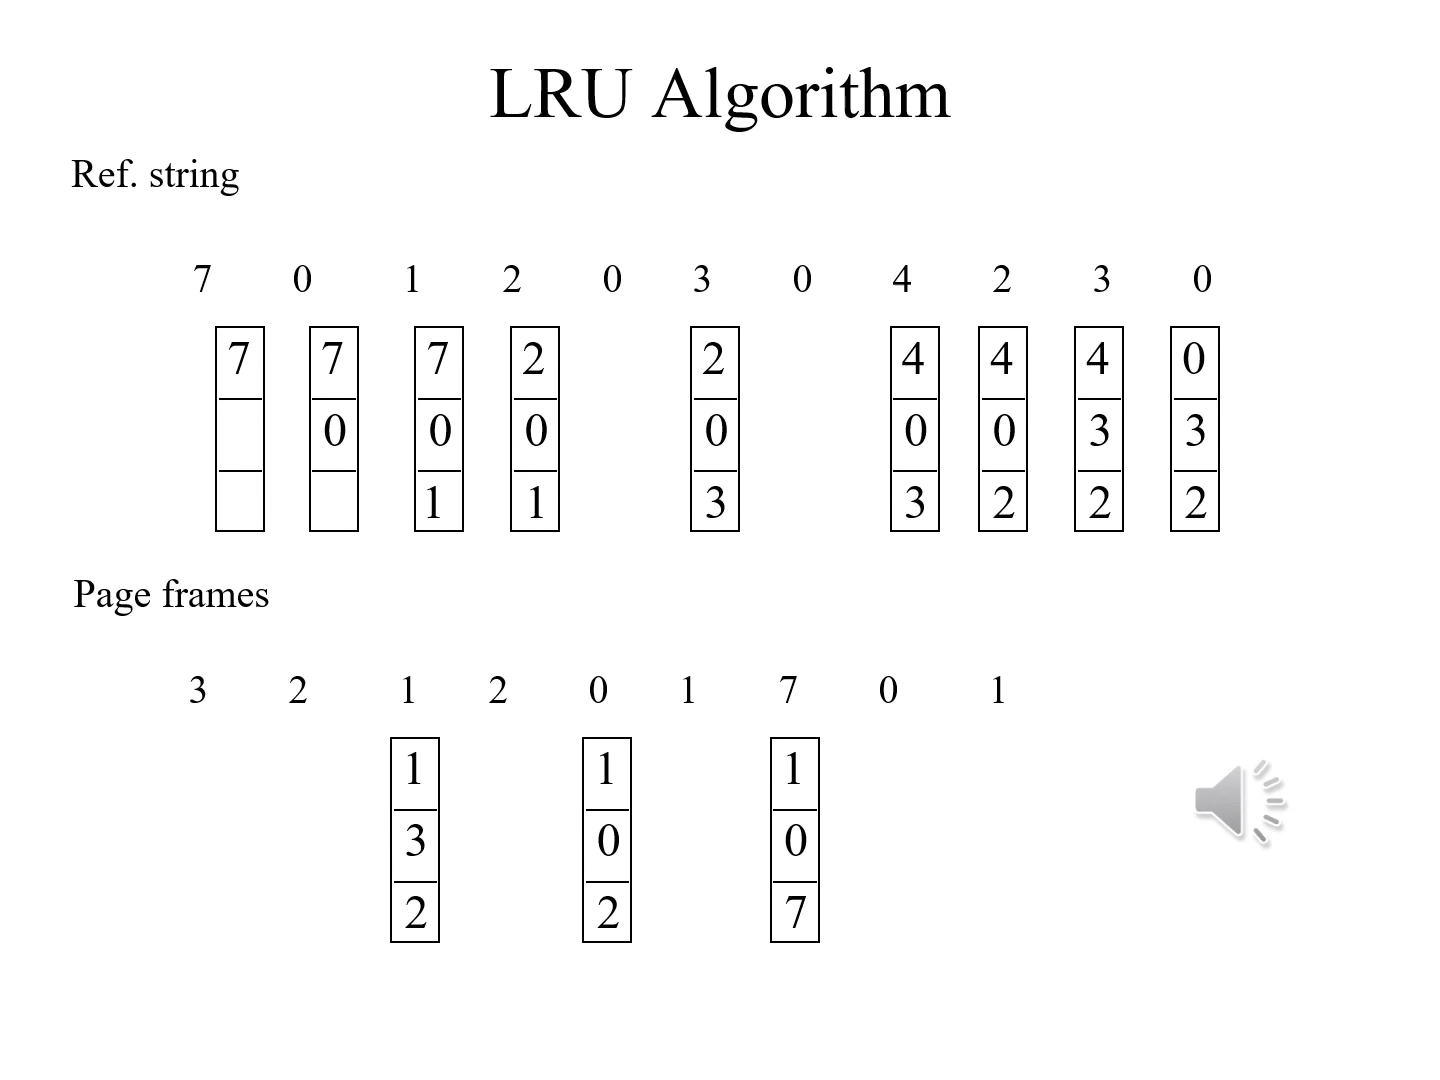 LRU Algorithm
Ref. string
7 0 1 2 0 3 0 4 2 3 0
7 7 7 2 2 4 4 4 0
0 0 0 0 0 0 3 3
1 1 3 3 2 2 2
Page frames
3 2 1 2 0 1 7 0 1
1 1 1
3 0 0
2 2 7